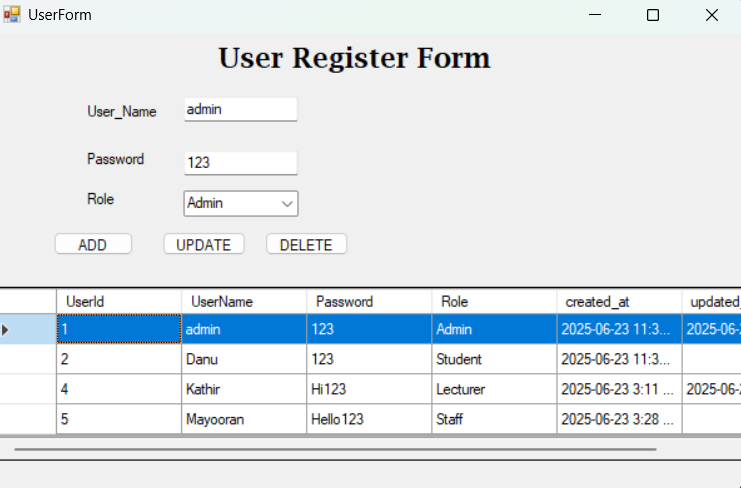 UserForm
User Register Form
User_Name admin
Password 123
Role Admin
ADD UPDATE DELETE
UserId UserName Password Role created_at updated_
1 admin 123 Admin 2025-06-23 11:3... 2025-06-2
2 Danu 123 Student 2025-06-23 11:3...
4 Kathir Hi123 Lecturer 2025-06-23 3:11 ... 2025-06-2
5 Mayooran Hello123 Staff 2025-06-23 3:28 ...